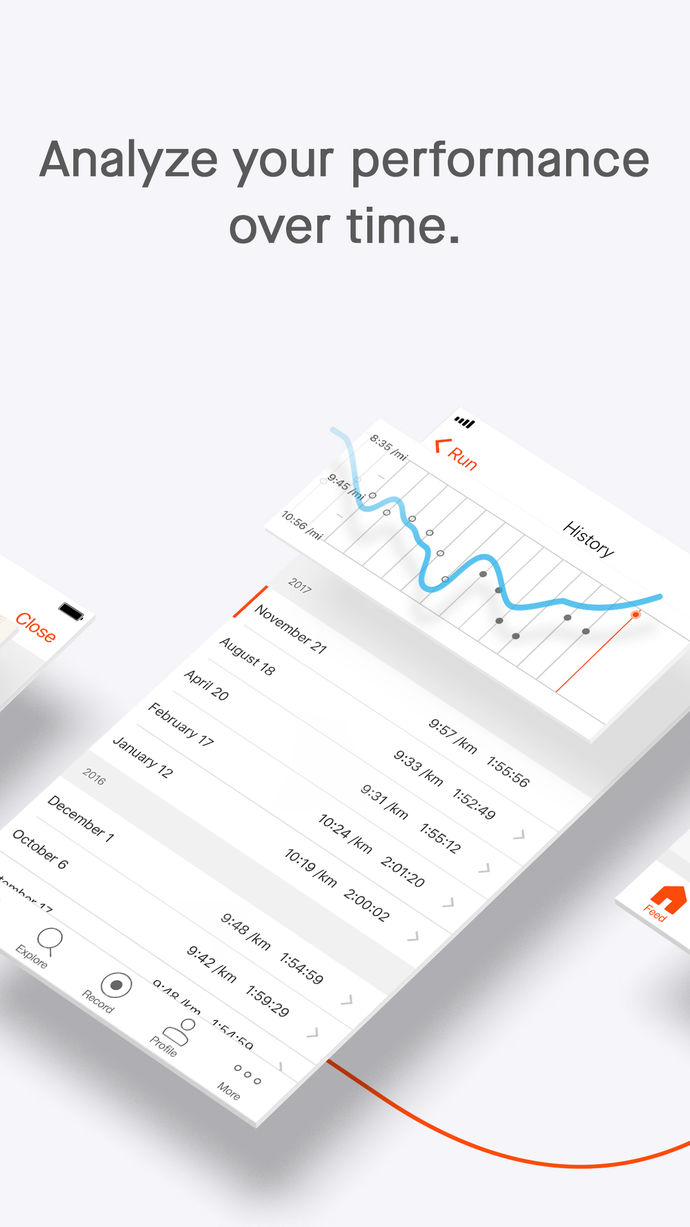 Analyze your performance
over time.
Run
History
8:35 /mi
9:45 /mi
10:56 /mi
Close
2017
November 21 9:57 /km 1:55:56
August 18 9:33 /km 1:52:49
April 20 9:31 /km 1:55:12
February 17 10:24 /km 2:01:20
January 12 10:19 /km 2:00:02
2016
December 1 9:48 /km 1:54:59
October 6 9:42 /km 1:59:29
17 9:48 /km 1:54:59
Explore
Record
Profile
More
Feed